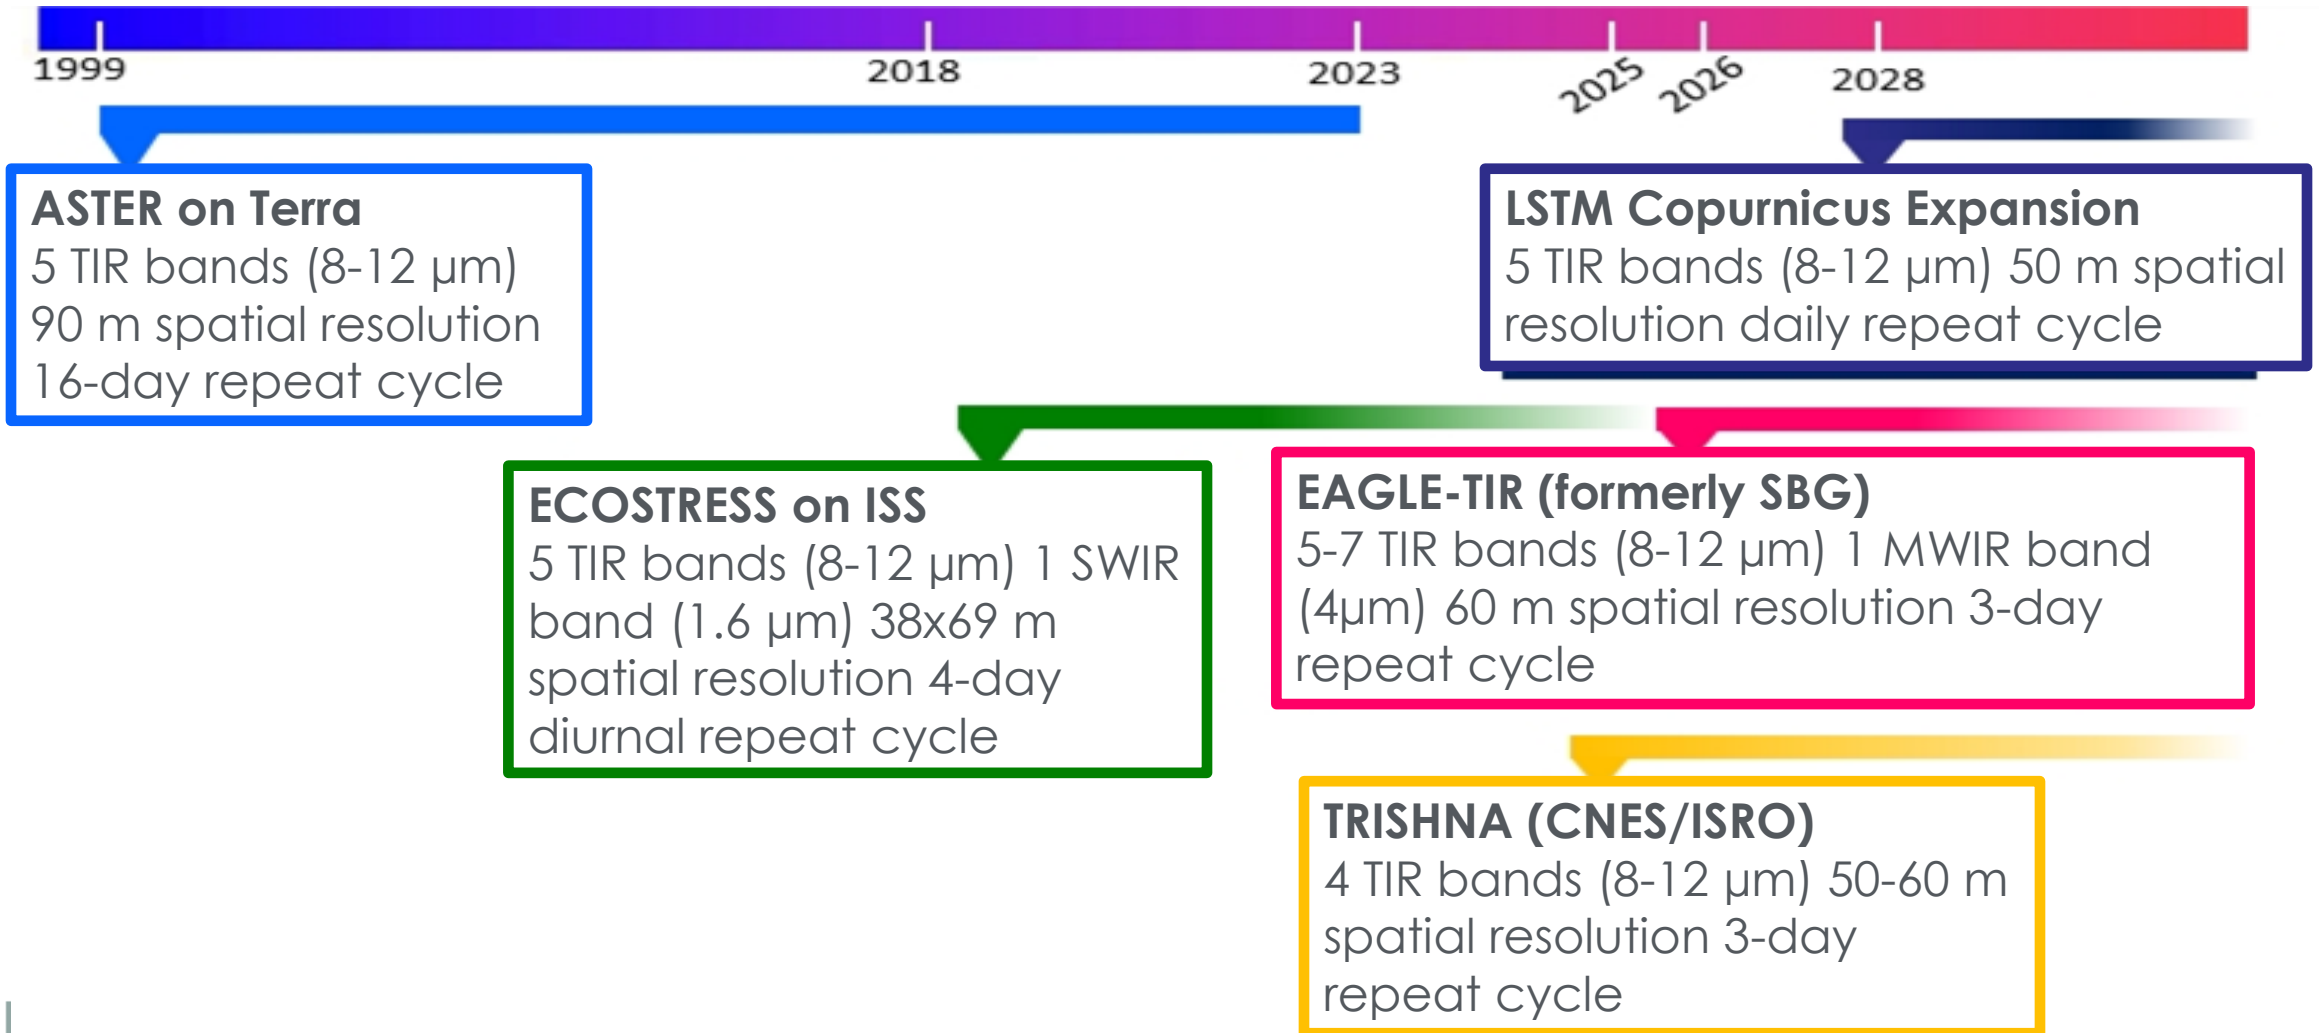 1999
2018
2023
2025
2026
2028
ASTER on Terra
5 TIR bands (8-12 µm)
90 m spatial resolution
16-day repeat cycle
LSTM Copurnicus Expansion
5 TIR bands (8-12 µm) 50 m spatial
resolution daily repeat cycle
ECOSTRESS on ISS
5 TIR bands (8-12 µm) 1 SWIR
band (1.6 µm) 38x69 m
spatial resolution 4-day
diurnal repeat cycle
EAGLE-TIR (formerly SBG)
5-7 TIR bands (8-12 µm) 1 MWIR band
(4µm) 60 m spatial resolution 3-day
repeat cycle
TRISHNA (CNES/ISRO)
4 TIR bands (8-12 µm) 50-60 m
spatial resolution 3-day
repeat cycle